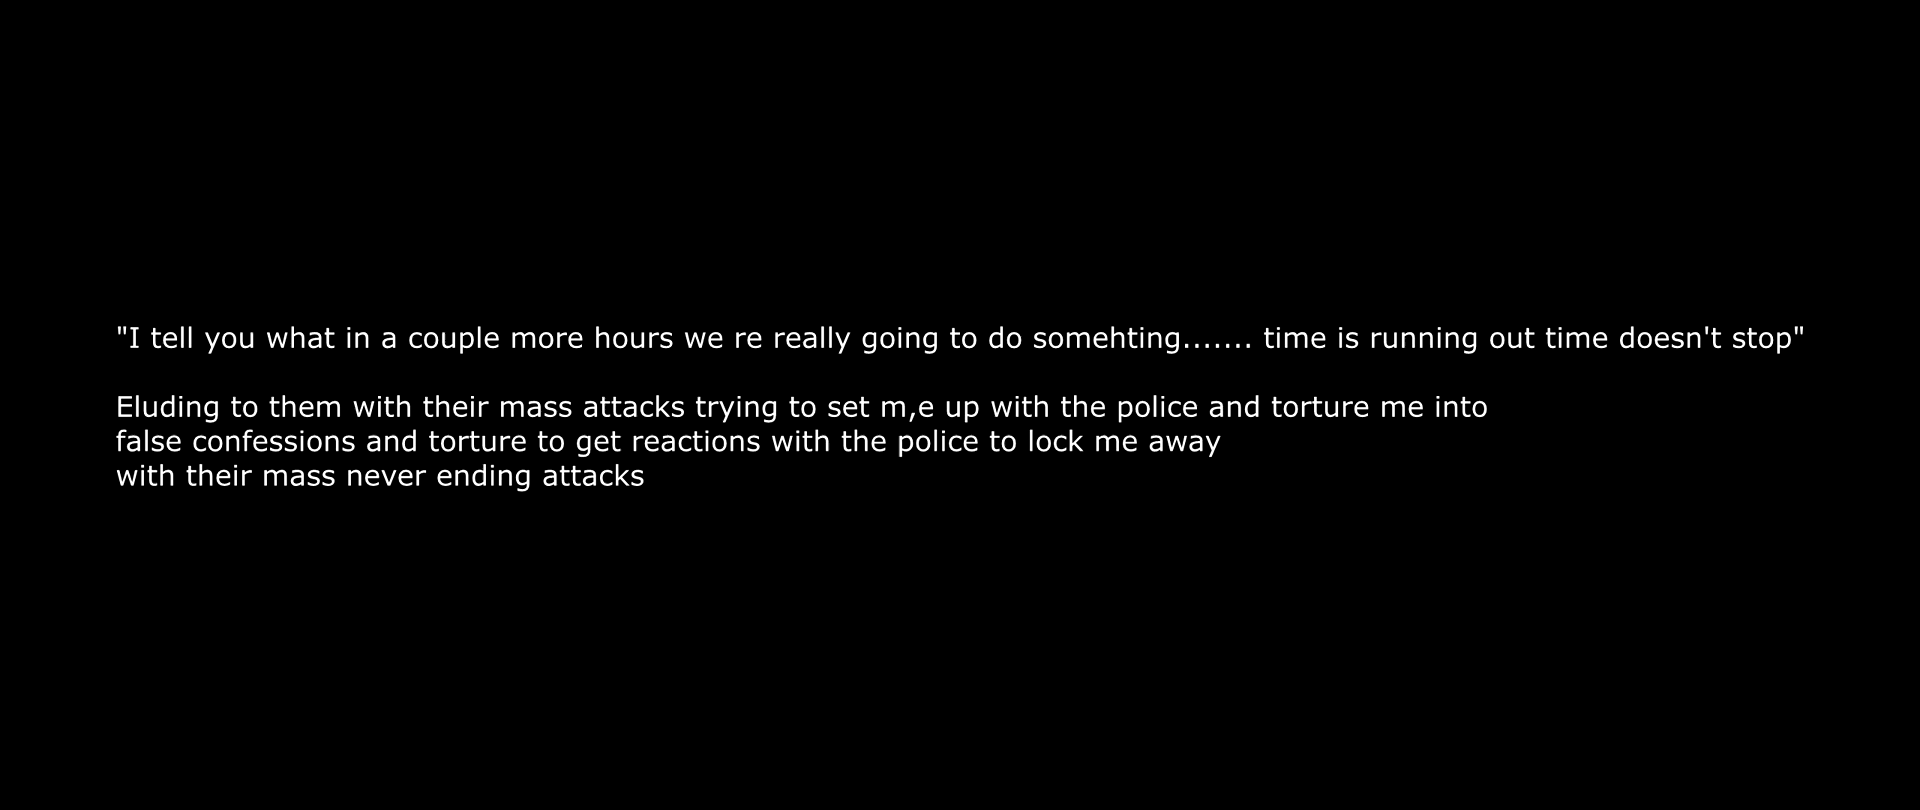 "I tell you what in a couple more hours we re really going to do somehting....... time is running out time doesn't stop"
Eluding to them with their mass attacks trying to set m,e up with the police and torture me into
false confessions and torture to get reactions with the police to lock me away
with their mass never ending attacks